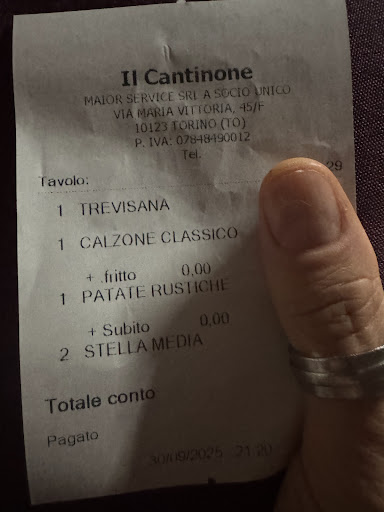 Il Cantinone
MAIOR SERVICE SRL A SOCIO UNICO
VIA MARIA VITTORIA, 45/F
10123 TORINO (TO)
P. IVA: 07848490012
Tel.
Tavolo: 29
1 TREVISANA
1 CALZONE CLASSICO
+ .fritto 0,00
1 PATATE RUSTICHE
+ Subito 0,00
2 STELLA MEDIA
Totale conto
Pagato
30/09/2025 21:20